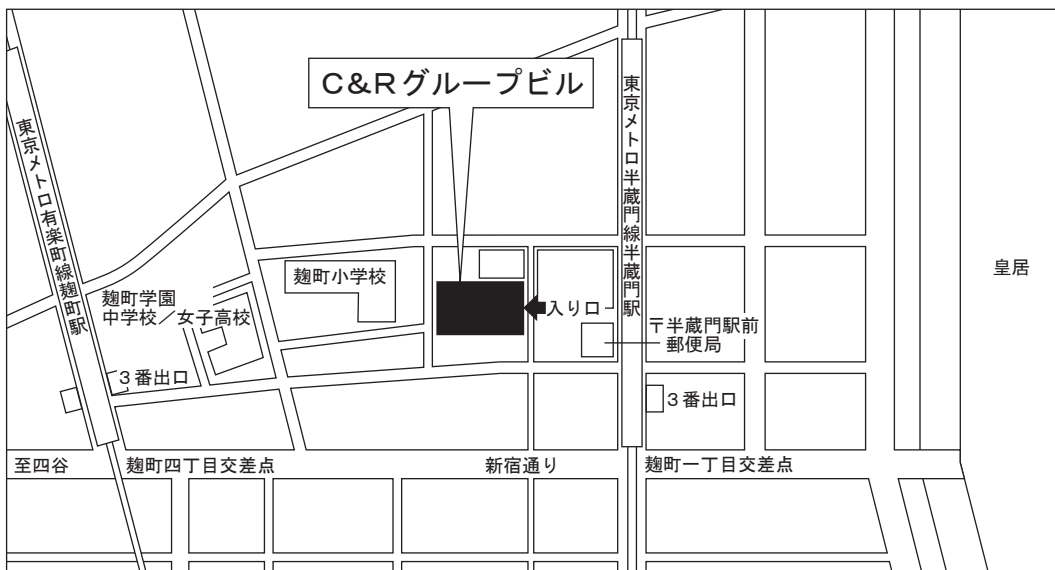 C&Rグループビル
東京メトロ有楽町線麹町駅
東京メトロ半蔵門線半蔵門駅
皇居
麹町小学校
麹町学園
中学校／女子高校
入り口
〒半蔵門駅前
郵便局
３番出口
３番出口
至四谷
麹町四丁目交差点
新宿通り
麹町一丁目交差点